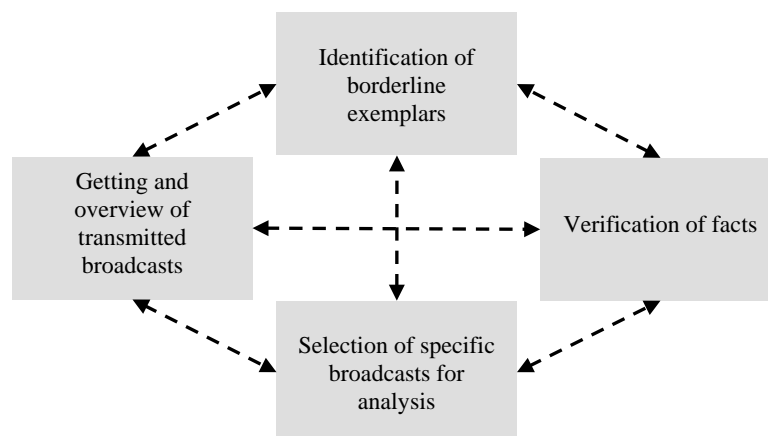 Identification of
borderline
exemplars
Getting and
overview of
transmitted
broadcasts
Verification of facts
Selection of specific
broadcasts for
analysis